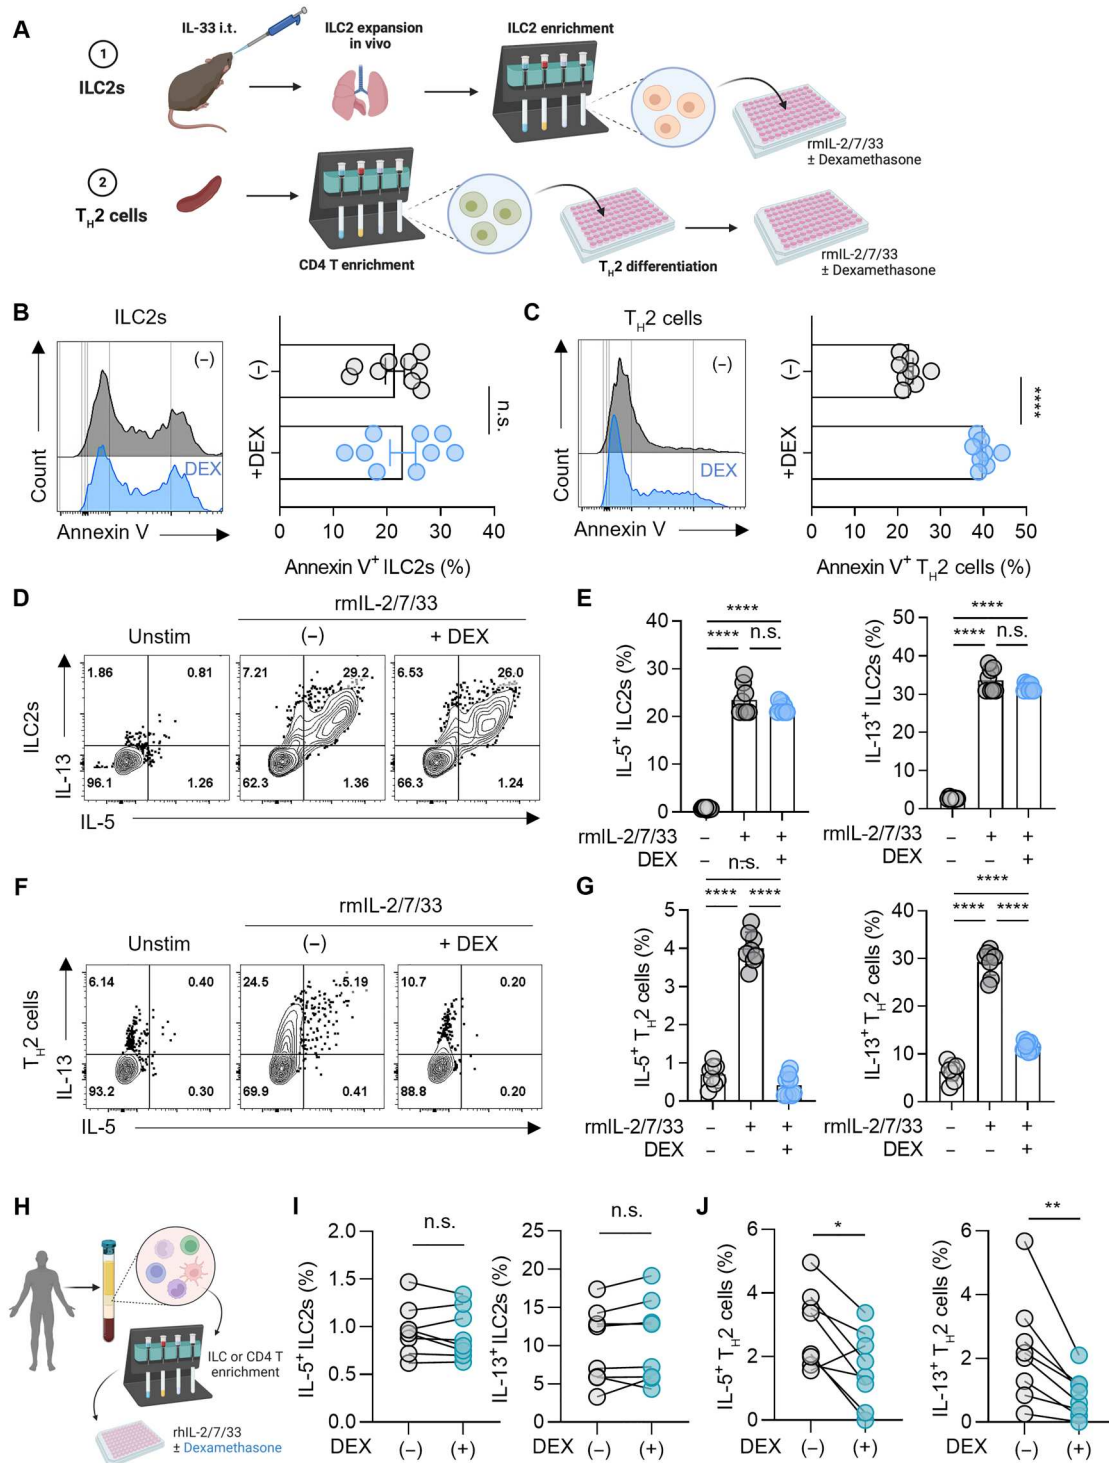 A
1
ILC2s
IL-33 i.t.
ILC2 expansion
in vivo
ILC2 enrichment
rmIL-2/7/33
± Dexamethasone
2
TH2 cells
CD4 T enrichment
TH2 differentiation
rmIL-2/7/33
± Dexamethasone
B
ILC2s
(–)
DEX
Count
Annexin V
(–)
+DEX
n.s.
0 10 20 30 40
Annexin V+ ILC2s (%)
C
TH2 cells
(–)
DEX
Count
Annexin V
(–)
+DEX
****
0 10 20 30 40 50
Annexin V+ TH2 cells (%)
D
rmIL-2/7/33
Unstim (–) + DEX
ILC2s
IL-13
1.86 0.81
96.1 1.26
7.21 29.2
62.3 1.36
6.53 26.0
66.3 1.24
IL-5
E
IL-5+ ILC2s (%)
40
30
20
10
0
****
**** n.s.
rmIL-2/7/33 – + +
DEX – – +
IL-13+ ILC2s (%)
50
40
30
20
10
0
****
**** n.s.
rmIL-2/7/33 – + +
DEX – – +
F
rmIL-2/7/33
Unstim (–) + DEX
TH2 cells
IL-13
6.14 0.40
93.2 0.30
24.5 5.19
69.9 0.41
10.7 0.20
88.8 0.20
IL-5
G
IL-5+ TH2 cells (%)
5
4
3
2
1
0
n.s.
**** ****
rmIL-2/7/33 – + +
DEX – – +
IL-13+ TH2 cells (%)
40
30
20
10
0
****
**** ****
rmIL-2/7/33 – + +
DEX – – +
H
ILC or CD4 T
enrichment
rhIL-2/7/33
± Dexamethasone
I
IL-5+ ILC2s (%)
2.0
1.5
1.0
0.5
0.0
n.s.
DEX (–) (+)
IL-13+ ILC2s (%)
25
20
15
10
5
0
n.s.
DEX (–) (+)
J
IL-5+ TH2 cells (%)
6
4
2
0
*
DEX (–) (+)
IL-13+ TH2 cells (%)
6
4
2
0
**
(–) (+)